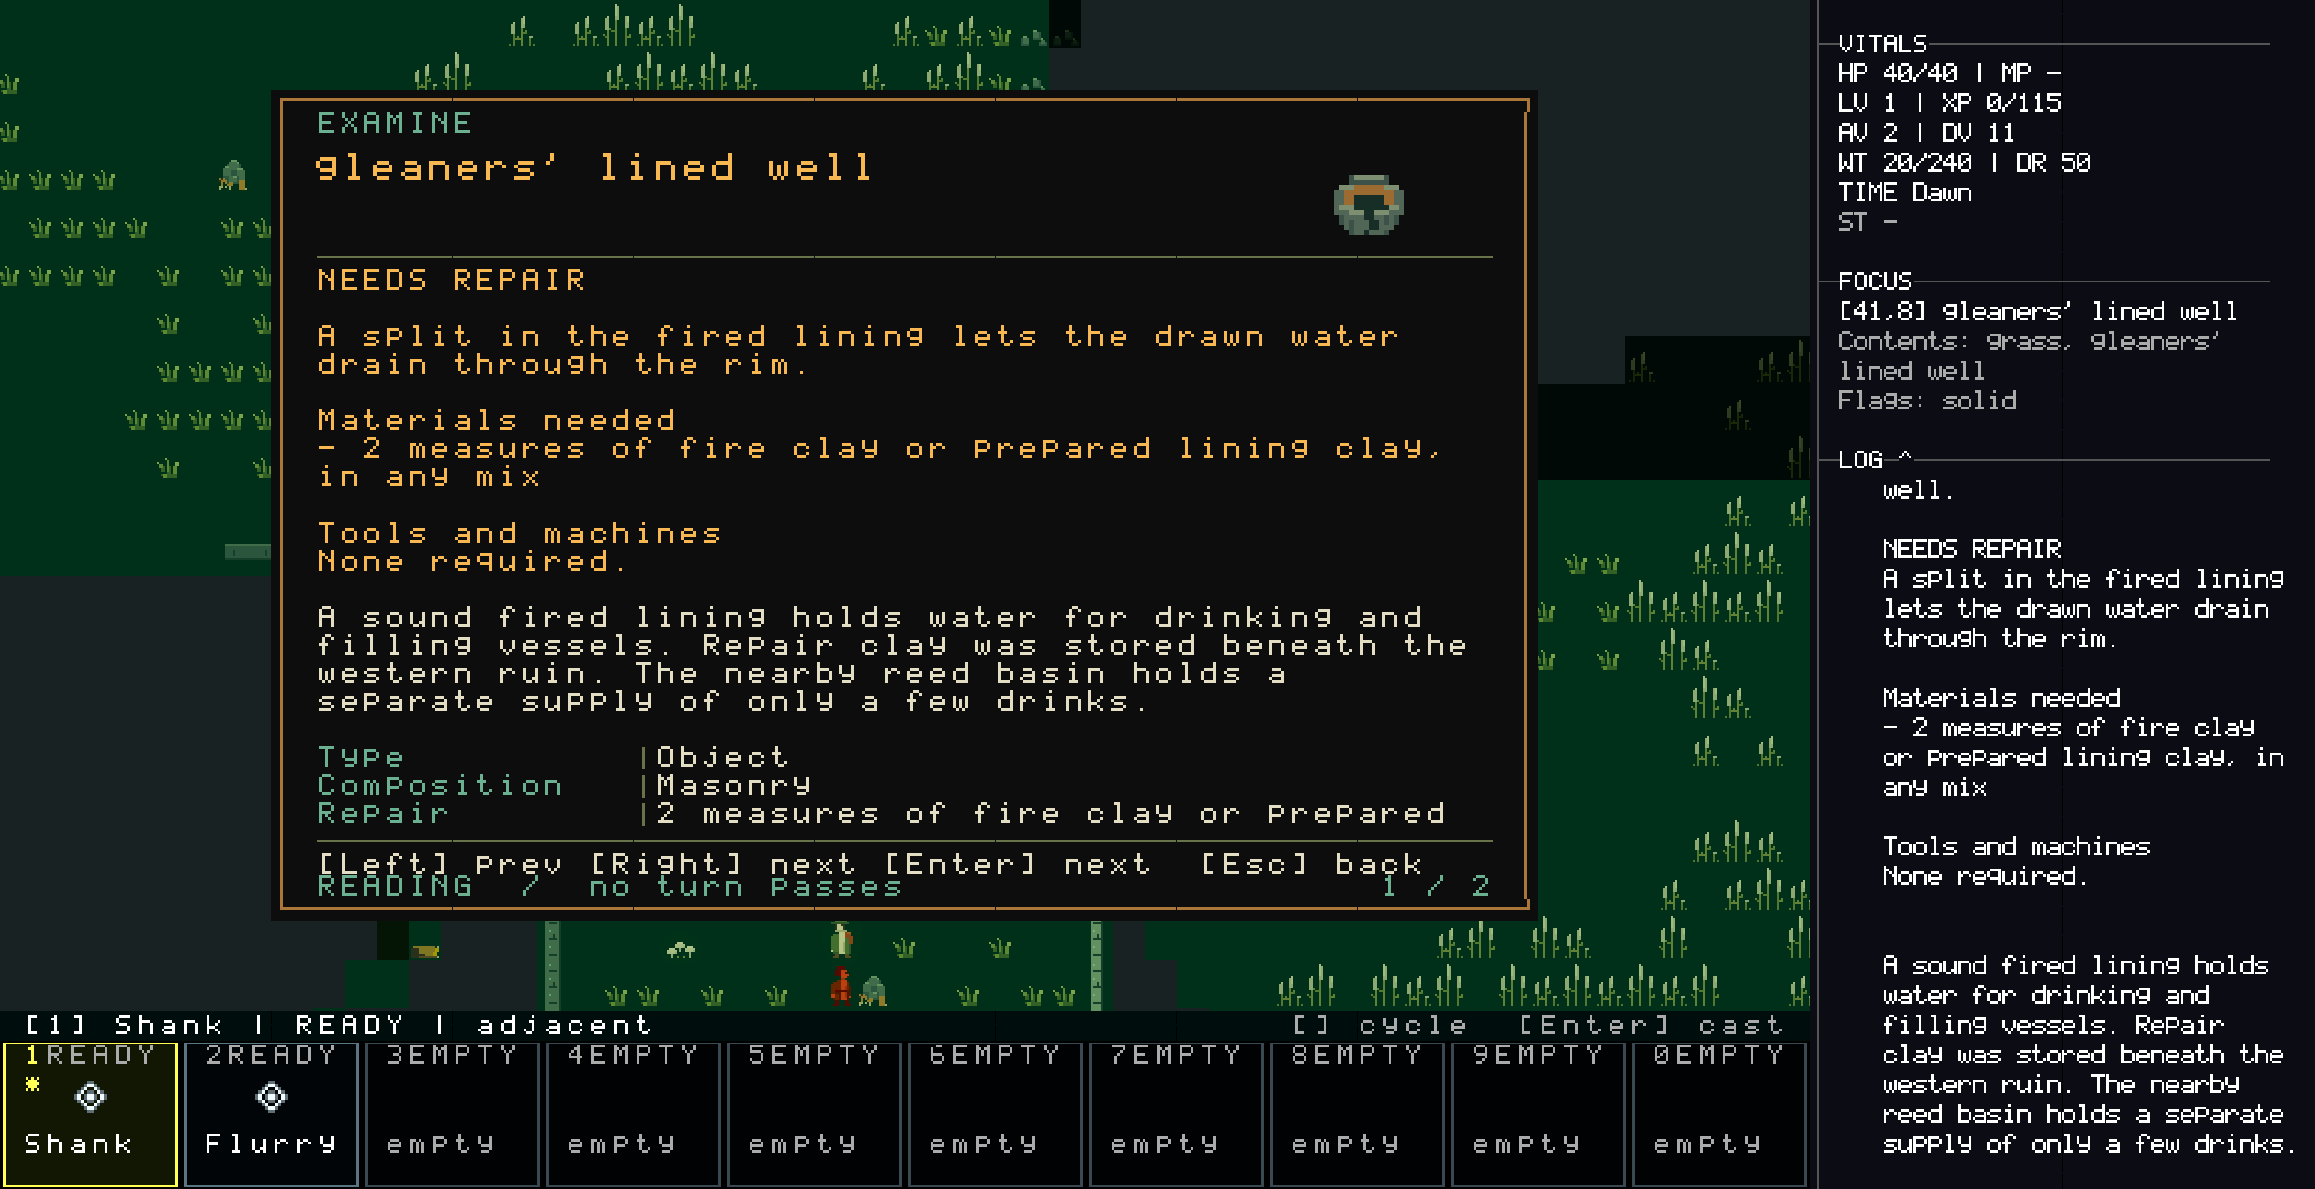 EXAMINE
gleaners' lined well
NEEDS REPAIR
A split in the fired lining lets the drawn water
drain through the rim.
Materials needed
- 2 measures of fire clay or prepared lining clay,
in any mix
Tools and machines
None required.
A sound fired lining holds water for drinking and
filling vessels. Repair clay was stored beneath the
western ruin. The nearby reed basin holds a
separate supply of only a few drinks.
Type |Object
Composition |Masonry
Repair |2 measures of fire clay or prepared
[Left] prev [Right] next [Enter] next [Esc] back
READING / no turn passes 1 / 2
[1] Shank | READY | adjacent [] cycle [Enter] cast
1READY 2READY 3EMPTY 4EMPTY 5EMPTY 6EMPTY 7EMPTY 8EMPTY 9EMPTY 0EMPTY
*
Shank Flurry empty empty empty empty empty empty empty empty
VITALS
HP 40/40 | MP -
LV 1 | XP 0/115
AV 2 | DV 11
WT 20/240 | DR 50
TIME Dawn
ST -
FOCUS
[41,8] gleaners' lined well
Contents: grass, gleaners'
lined well
Flags: solid
LOG ^
well.
NEEDS REPAIR
A split in the fired lining
lets the drawn water drain
through the rim.
Materials needed
- 2 measures of fire clay
or prepared lining clay, in
any mix
Tools and machines
None required.
A sound fired lining holds
water for drinking and
filling vessels. Repair
clay was stored beneath the
western ruin. The nearby
reed basin holds a separate
supply of only a few drinks.